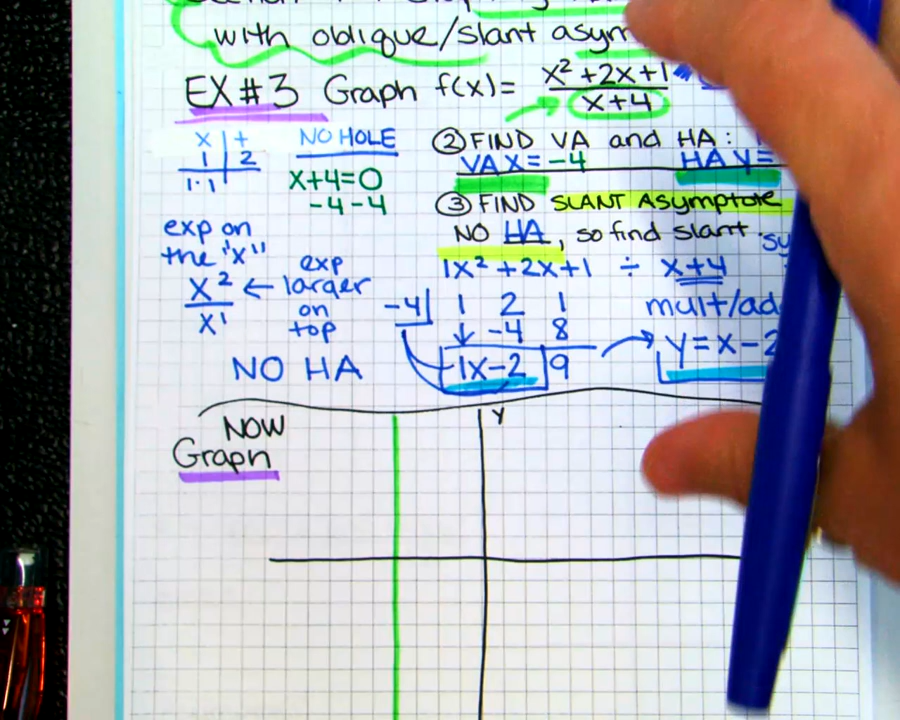 with oblique/slant asym
EX#3 Graph f(x)= x² +2x+1
x+4
x | +
1 | 2
1·1
NO HOLE
x+4=0
-4 -4
② FIND VA and HA:
VA X= -4 HA Y=
③ FIND SLANT Asymptote
NO HA, so find slant
1x² +2x+1 ÷ x+4
exp on
the "x"
x² ← exp larger on top
x¹
NO HA
-4 | 1 2 1
↓ -4 8
1x-2 | 9
mult/ad
y=x-2
NOW
Graph
Y